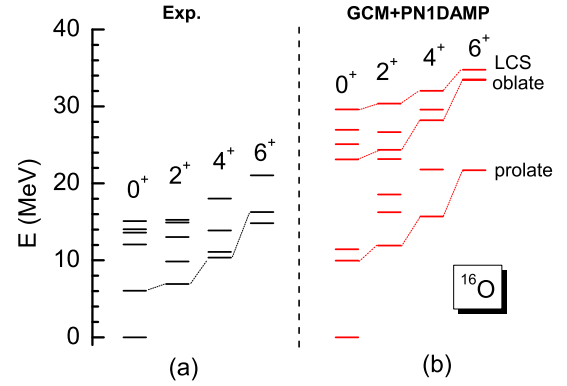 Exp.
GCM+PN1DAMP
E (MeV)
40
30
20
10
0
0⁺
2⁺
4⁺
6⁺
0⁺
2⁺
4⁺
6⁺
LCS
oblate
prolate
¹⁶O
(a)
(b)